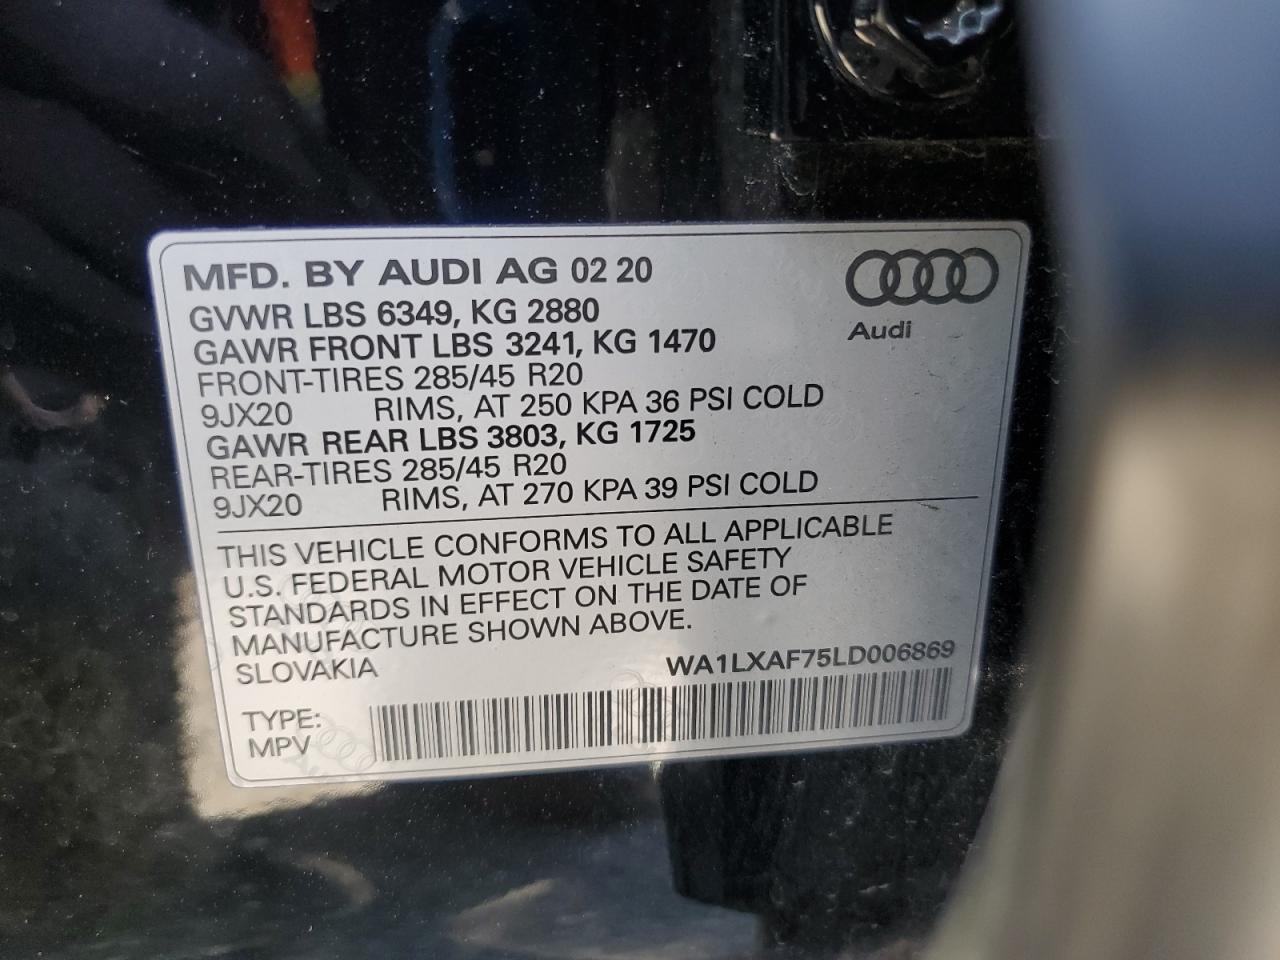 MFD. BY AUDI AG 02 20
GVWR LBS 6349, KG 2880
GAWR FRONT LBS 3241, KG 1470
FRONT-TIRES 285/45 R20
9JX20 RIMS, AT 250 KPA 36 PSI COLD
GAWR REAR LBS 3803, KG 1725
REAR-TIRES 285/45 R20
9JX20 RIMS, AT 270 KPA 39 PSI COLD
Audi
THIS VEHICLE CONFORMS TO ALL APPLICABLE
U.S. FEDERAL MOTOR VEHICLE SAFETY
STANDARDS IN EFFECT ON THE DATE OF
MANUFACTURE SHOWN ABOVE.
SLOVAKIA
WA1LXAF75LD006869
TYPE:
MPV